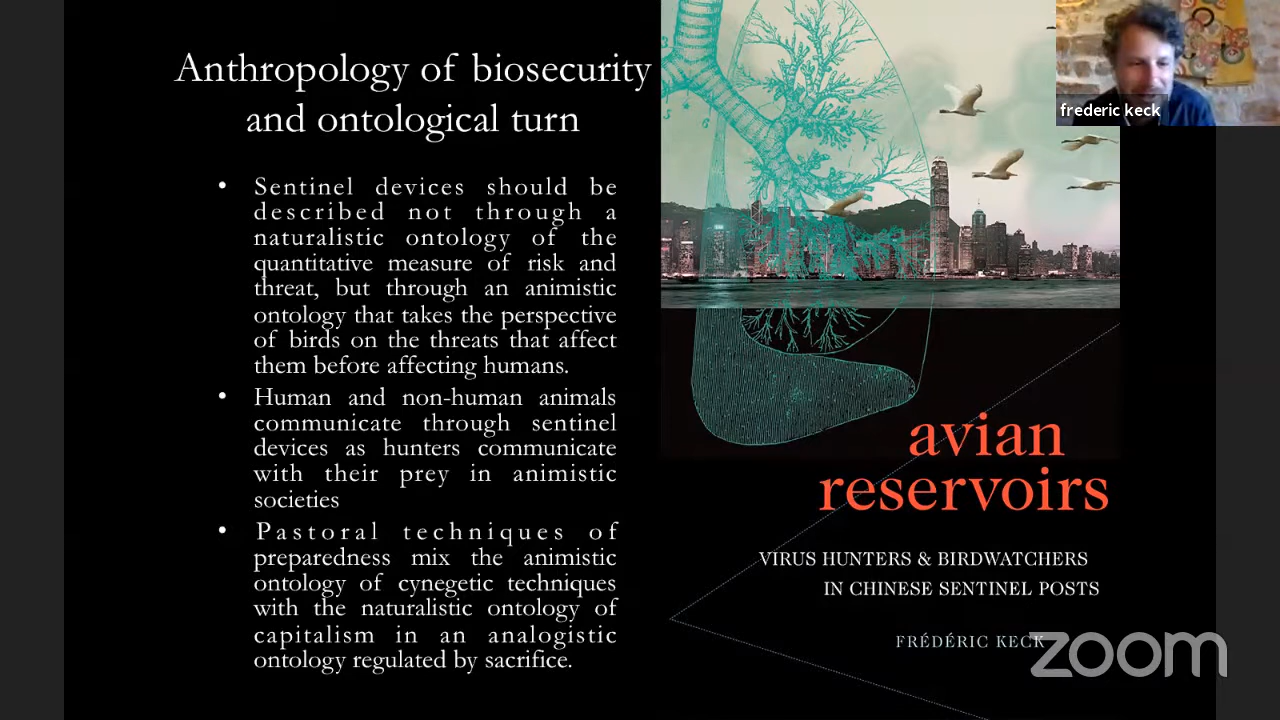 Anthropology of biosecurity
and ontological turn
• Sentinel devices should be
described not through a
naturalistic ontology of the
quantitative measure of risk and
threat, but through an animistic
ontology that takes the perspective
of birds on the threats that affect
them before affecting humans.
• Human and non-human animals
communicate through sentinel
devices as hunters communicate
with their prey in animistic
societies
• Pastoral techniques of
preparedness mix the animistic
ontology of cynegetic techniques
with the naturalistic ontology of
capitalism in an analogistic
ontology regulated by sacrifice.
frederic keck
avian
reservoirs
VIRUS HUNTERS & BIRDWATCHERS
IN CHINESE SENTINEL POSTS
FRÉDÉRIC KECK
zoom